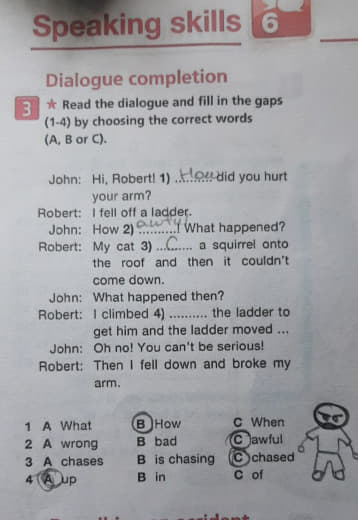 Speaking skills 6
Dialogue completion
3 ★ Read the dialogue and fill in the gaps
(1-4) by choosing the correct words
(A, B or C).
John: Hi, Robert! 1) ...How... did you hurt
your arm?
Robert: I fell off a ladder.
John: How 2) ...awful...! What happened?
Robert: My cat 3) ...C...... a squirrel onto
the roof and then it couldn't
come down.
John: What happened then?
Robert: I climbed 4) .......... the ladder to
get him and the ladder moved ...
John: Oh no! You can't be serious!
Robert: Then I fell down and broke my
arm.
1 A What B How C When
2 A wrong B bad C awful
3 A chases B is chasing C chased
4 A up B in C of